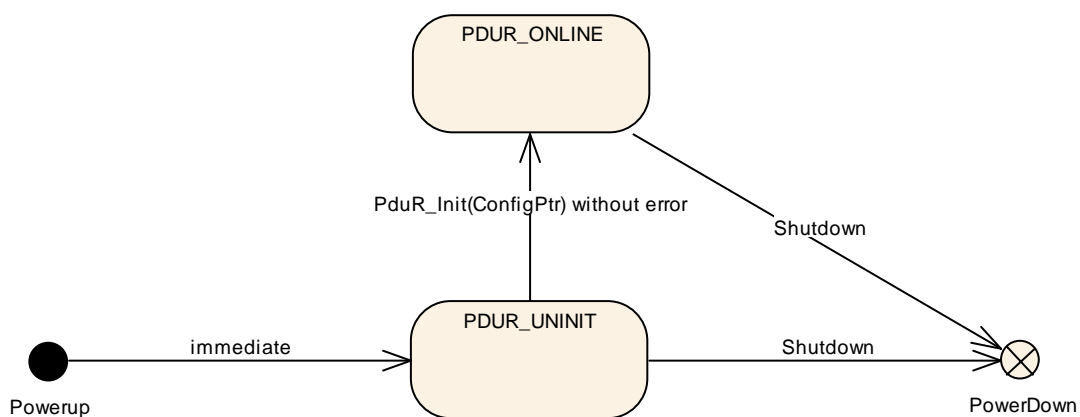 PDUR_ONLINE
PduR_Init(ConfigPtr) without error
Shutdown
PDUR_UNINIT
immediate
Shutdown
Powerup
PowerDown